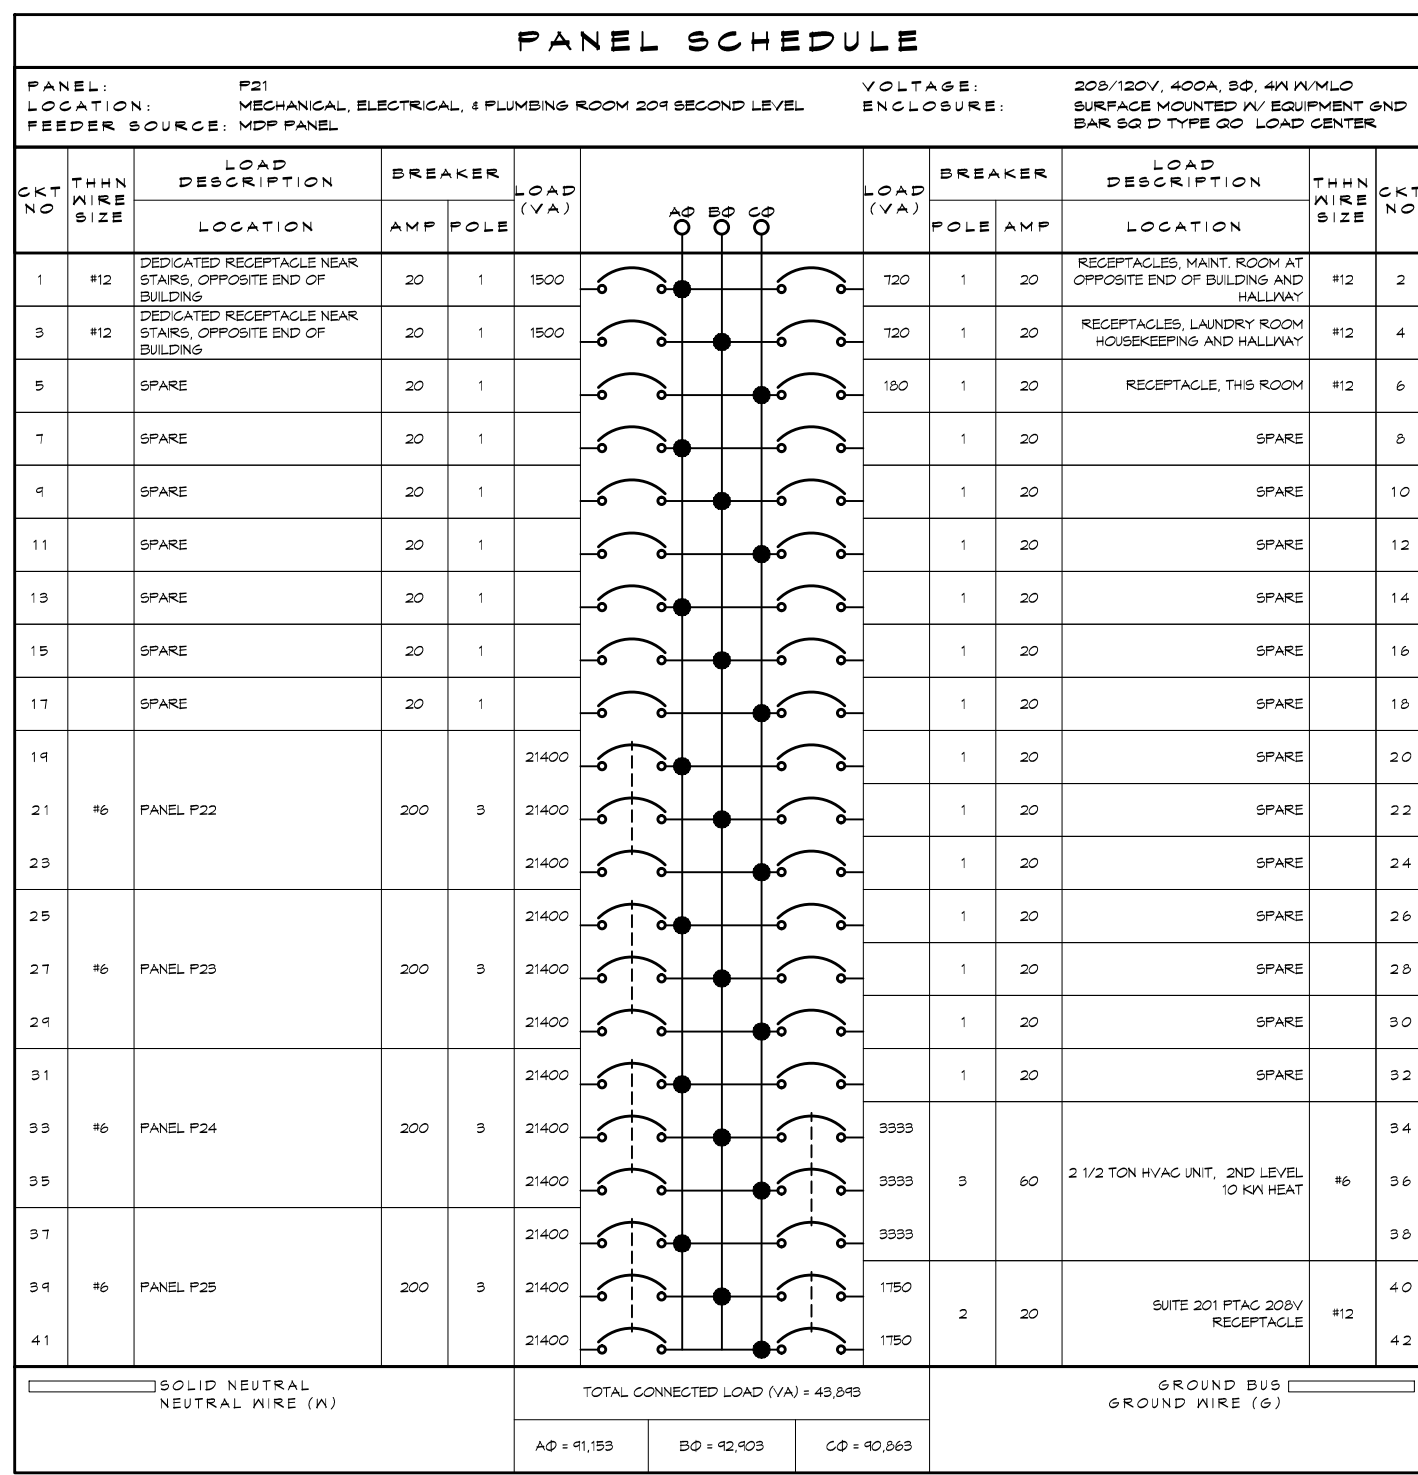 PANEL SCHEDULE
PANEL: P21
LOCATION: MECHANICAL, ELECTRICAL, & PLUMBING ROOM 209 SECOND LEVEL
FEEDER SOURCE: MDP PANEL
VOLTAGE: 208/120V, 400A, 3Φ, 4W W/MLO
ENCLOSURE: SURFACE MOUNTED W/ EQUIPMENT GND
BAR SQ D TYPE QO LOAD CENTER
CKT NO
THHN WIRE SIZE
LOAD DESCRIPTION
LOCATION
BREAKER
AMP POLE
LOAD (VA)
AΦ BΦ CΦ
LOAD (VA)
BREAKER
POLE AMP
LOAD DESCRIPTION
LOCATION
THHN WIRE SIZE
CKT NO
1 #12 DEDICATED RECEPTACLE NEAR STAIRS, OPPOSITE END OF BUILDING 20 1 1500 720 1 20 RECEPTACLES, MAINT. ROOM AT OPPOSITE END OF BUILDING AND HALLWAY #12 2
3 #12 DEDICATED RECEPTACLE NEAR STAIRS, OPPOSITE END OF BUILDING 20 1 1500 720 1 20 RECEPTACLES, LAUNDRY ROOM HOUSEKEEPING AND HALLWAY #12 4
5 SPARE 20 1 180 1 20 RECEPTACLE, THIS ROOM #12 6
7 SPARE 20 1 1 20 SPARE 8
9 SPARE 20 1 1 20 SPARE 10
11 SPARE 20 1 1 20 SPARE 12
13 SPARE 20 1 1 20 SPARE 14
15 SPARE 20 1 1 20 SPARE 16
17 SPARE 20 1 1 20 SPARE 18
19 21400 1 20 SPARE 20
21 #6 PANEL P22 200 3 21400 1 20 SPARE 22
23 21400 1 20 SPARE 24
25 21400 1 20 SPARE 26
27 #6 PANEL P23 200 3 21400 1 20 SPARE 28
29 21400 1 20 SPARE 30
31 21400 1 20 SPARE 32
33 #6 PANEL P24 200 3 21400 3333 34
35 21400 3333 3 60 2 1/2 TON HVAC UNIT, 2ND LEVEL 10 KW HEAT #6 36
37 21400 3333 38
39 #6 PANEL P25 200 3 21400 1750 40
2 20 SUITE 201 PTAC 208V RECEPTACLE #12
41 21400 1750 42
SOLID NEUTRAL
NEUTRAL WIRE (W)
TOTAL CONNECTED LOAD (VA) = 43,893
AΦ = 91,153 BΦ = 92,903 CΦ = 90,863
GROUND BUS
GROUND WIRE (G)